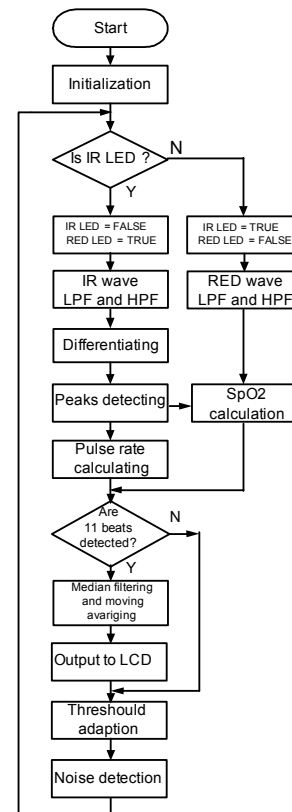 Start
Initialization
Is IR LED ?
N
Y
IR LED = FALSE
RED LED = TRUE
IR LED = TRUE
RED LED = FALSE
IR wave
LPF and HPF
RED wave
LPF and HPF
Differentiating
Peaks detecting
SpO2
calculation
Pulse rate
calculating
Are
11 beats
detected?
N
Y
Median filtering
and moving
avariging
Output to LCD
Threshould
adaption
Noise detection